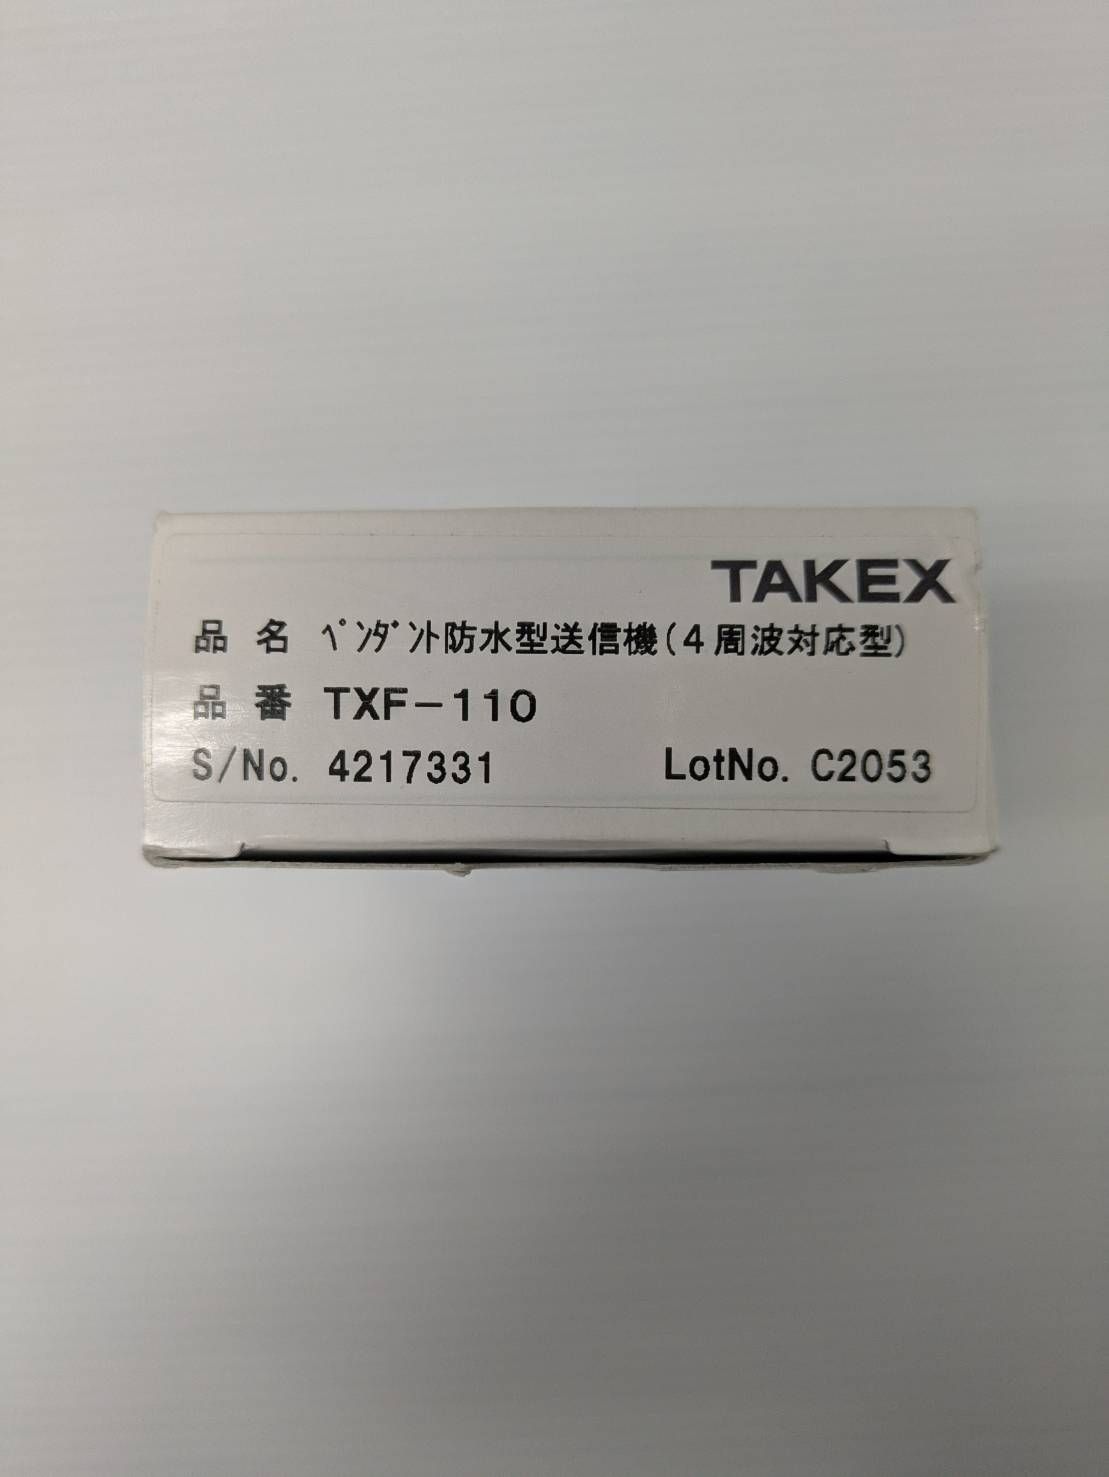 TAKEX
品 名 ﾍﾟﾝﾀﾞﾝﾄ防水型送信機(4周波対応型)
品 番 TXF-110
S/No. 4217331 LotNo. C2053